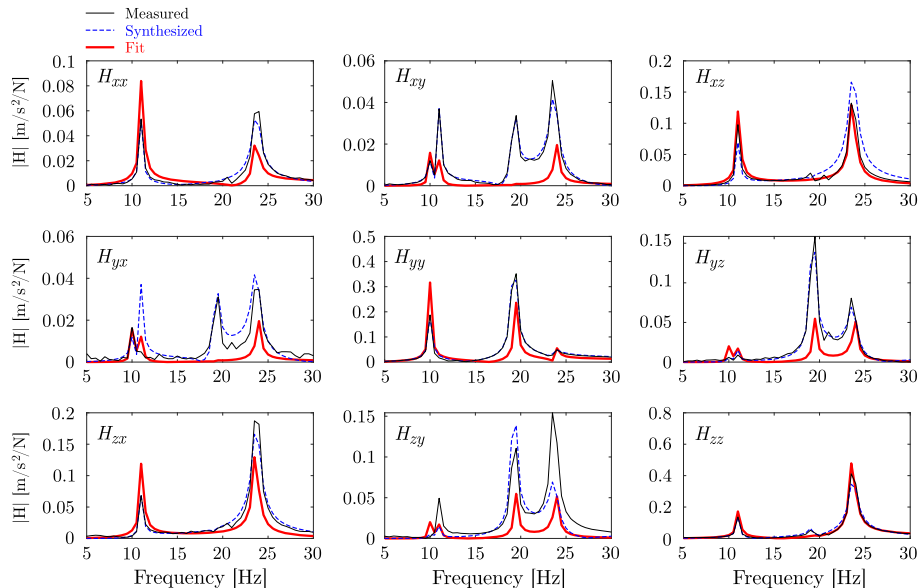 Measured
Synthesized
Fit
|H| [m/s²/N]
0.1
0.08
0.06
0.04
0.02
0
H_xx
5 10 15 20 25 30
0.06
0.04
0.02
0
H_xy
5 10 15 20 25 30
0.2
0.15
0.1
0.05
0
H_xz
5 10 15 20 25 30
|H| [m/s²/N]
0.06
0.04
0.02
0
H_yx
5 10 15 20 25 30
0.5
0.4
0.3
0.2
0.1
0
H_yy
5 10 15 20 25 30
0.15
0.1
0.05
0
H_yz
5 10 15 20 25 30
|H| [m/s²/N]
0.2
0.15
0.1
0.05
0
H_zx
5 10 15 20 25 30
Frequency [Hz]
0.15
0.1
0.05
0
H_zy
5 10 15 20 25 30
Frequency [Hz]
0.8
0.6
0.4
0.2
0
H_zz
5 10 15 20 25 30
Frequency [Hz]